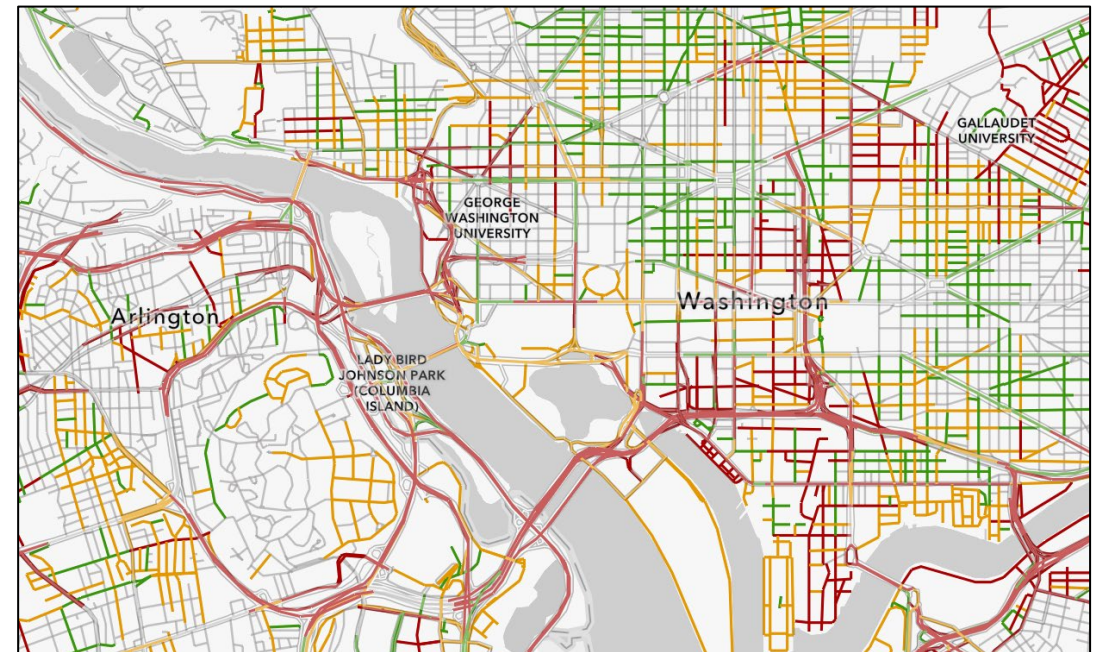 GALLAUDET
UNIVERSITY
GEORGE
WASHINGTON
UNIVERSITY
Washington
Arlington
LADY BIRD
JOHNSON PARK
(COLUMBIA
ISLAND)